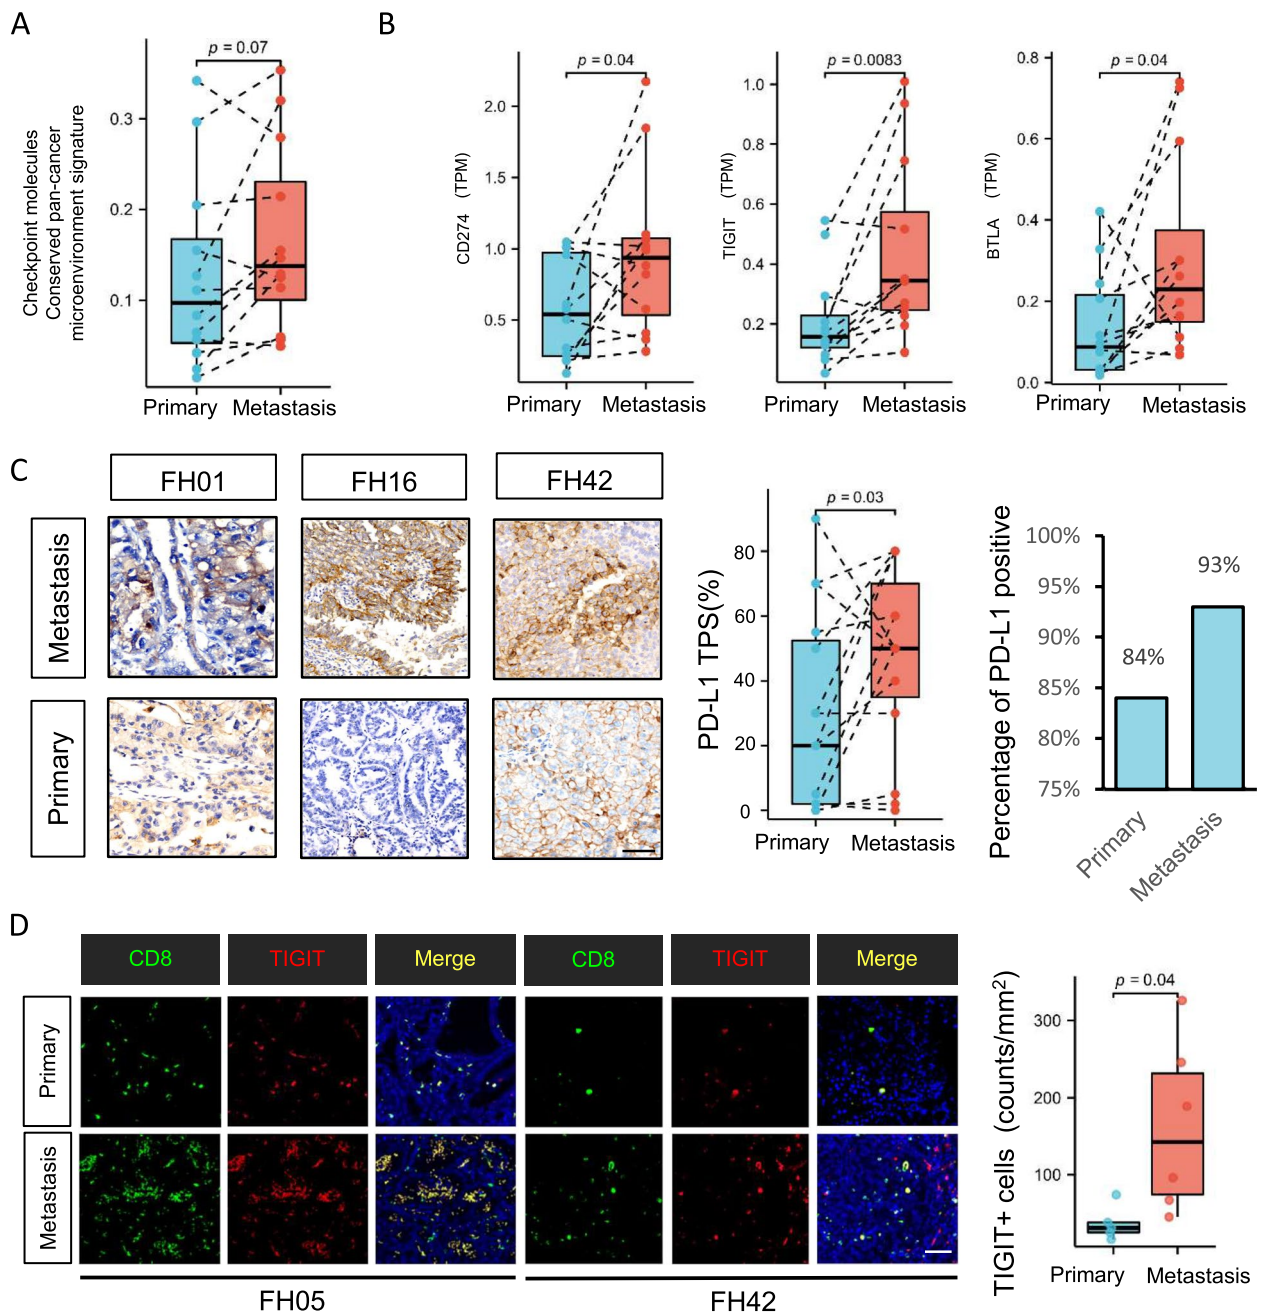 A
B
p = 0.07
Checkpoint molecules
Conserved pan-cancer
microenvironment signature
0.3
0.2
0.1
Primary Metastasis
p = 0.04
CD274 (TPM)
2.0
1.5
1.0
0.5
Primary Metastasis
p = 0.0083
TIGIT (TPM)
1.0
0.8
0.6
0.4
0.2
Primary Metastasis
p = 0.04
BTLA (TPM)
0.8
0.6
0.4
0.2
0.0
Primary Metastasis
C
FH01 FH16 FH42
Metastasis
Primary
p = 0.03
PD-L1 TPS(%)
80
60
40
20
0
Primary Metastasis
Percentage of PD-L1 positive
100%
95%
90%
85%
80%
75%
84%
93%
Primary
Metastasis
D
CD8 TIGIT Merge CD8 TIGIT Merge
Primary
Metastasis
FH05 FH42
p = 0.04
TIGIT+ cells (counts/mm²)
300
200
100
Primary Metastasis